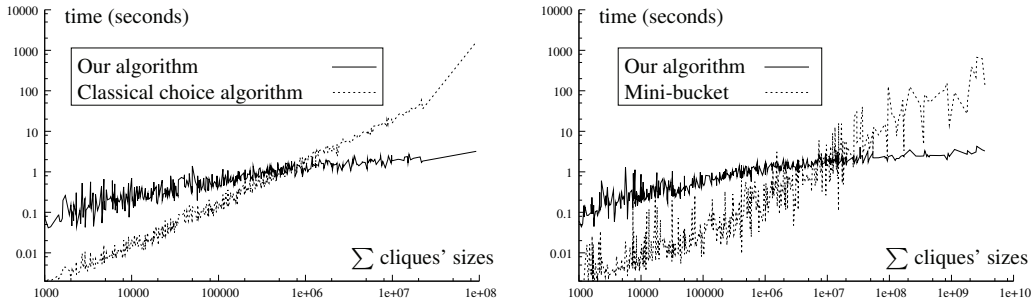 time (seconds)
10000
1000
100
10
1
0.1
0.01
Our algorithm
Classical choice algorithm
∑ cliques' sizes
1000
10000
100000
1e+06
1e+07
1e+08
time (seconds)
10000
1000
100
10
1
0.1
0.01
Our algorithm
Mini-bucket
∑ cliques' sizes
1000
10000
100000
1e+06
1e+07
1e+08
1e+09
1e+10